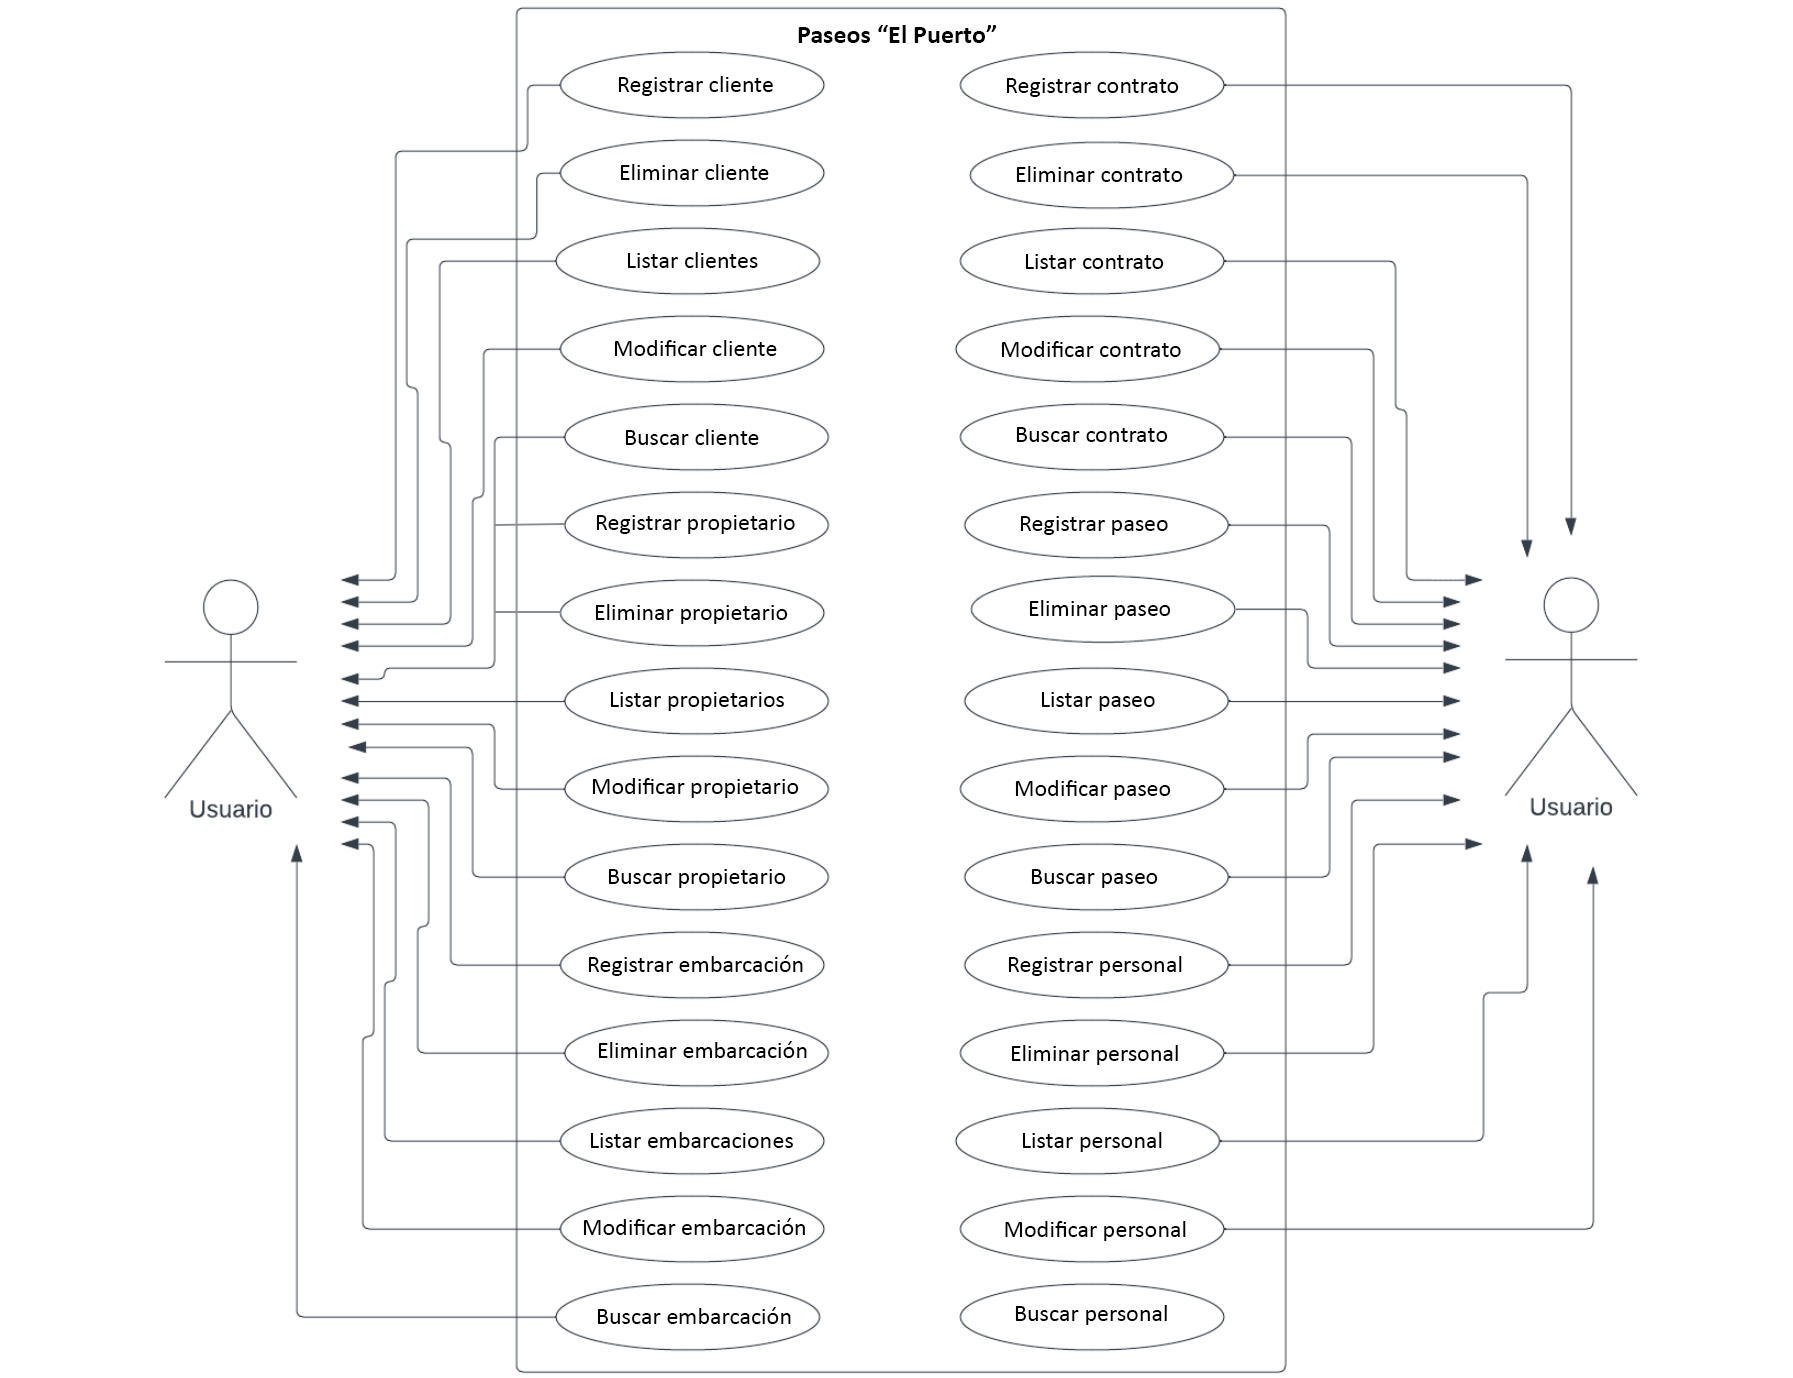 Paseos “El Puerto”
Registrar cliente
Eliminar cliente
Listar clientes
Modificar cliente
Buscar cliente
Registrar propietario
Eliminar propietario
Listar propietarios
Modificar propietario
Buscar propietario
Registrar embarcación
Eliminar embarcación
Listar embarcaciones
Modificar embarcación
Buscar embarcación
Registrar contrato
Eliminar contrato
Listar contrato
Modificar contrato
Buscar contrato
Registrar paseo
Eliminar paseo
Listar paseo
Modificar paseo
Buscar paseo
Registrar personal
Eliminar personal
Listar personal
Modificar personal
Buscar personal
Usuario
Usuario